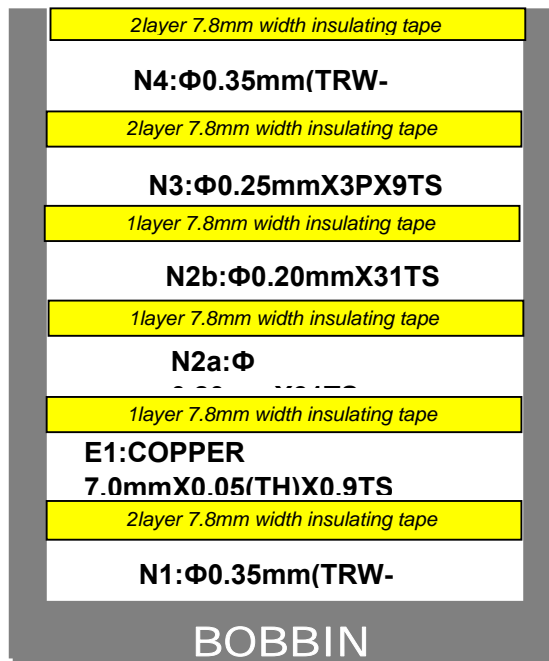 2layer 7.8mm width insulating tape
N4:Φ0.35mm(TRW-
2layer 7.8mm width insulating tape
N3:Φ0.25mmX3PX9TS
1layer 7.8mm width insulating tape
N2b:Φ0.20mmX31TS
1layer 7.8mm width insulating tape
N2a:Φ
1layer 7.8mm width insulating tape
E1:COPPER
7.0mmX0.05(TH)X0.9TS
2layer 7.8mm width insulating tape
N1:Φ0.35mm(TRW-
BOBBIN